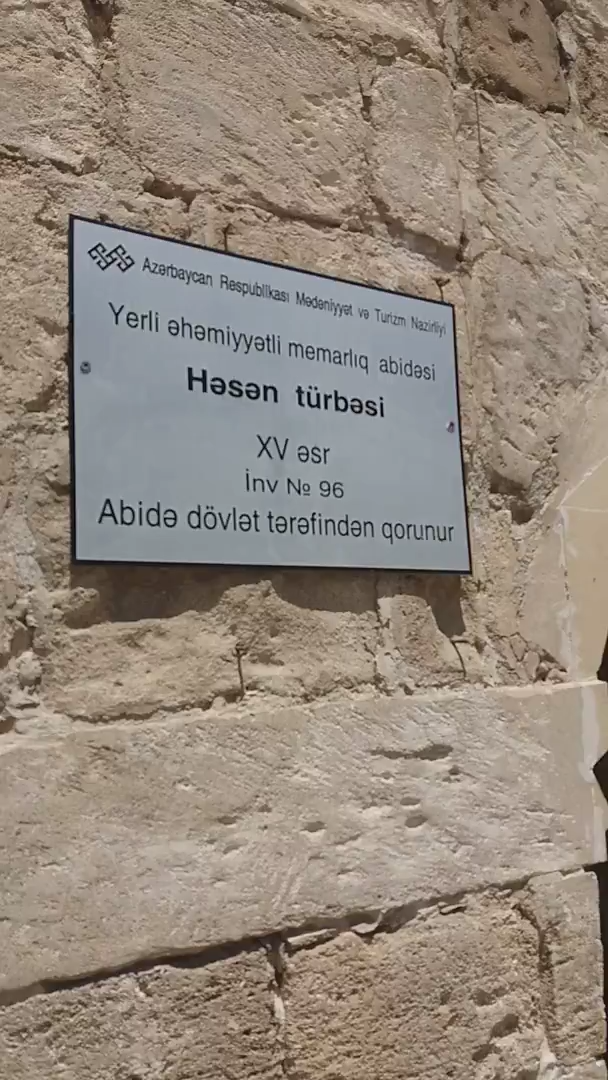 Azərbaycan Respublikası Mədəniyyət və Turizm Nazirliyi
Yerli əhəmiyyətli memarlıq abidəsi
Həsən türbəsi
XV əsr
İnv № 96
Abidə dövlət tərəfindən qorunur